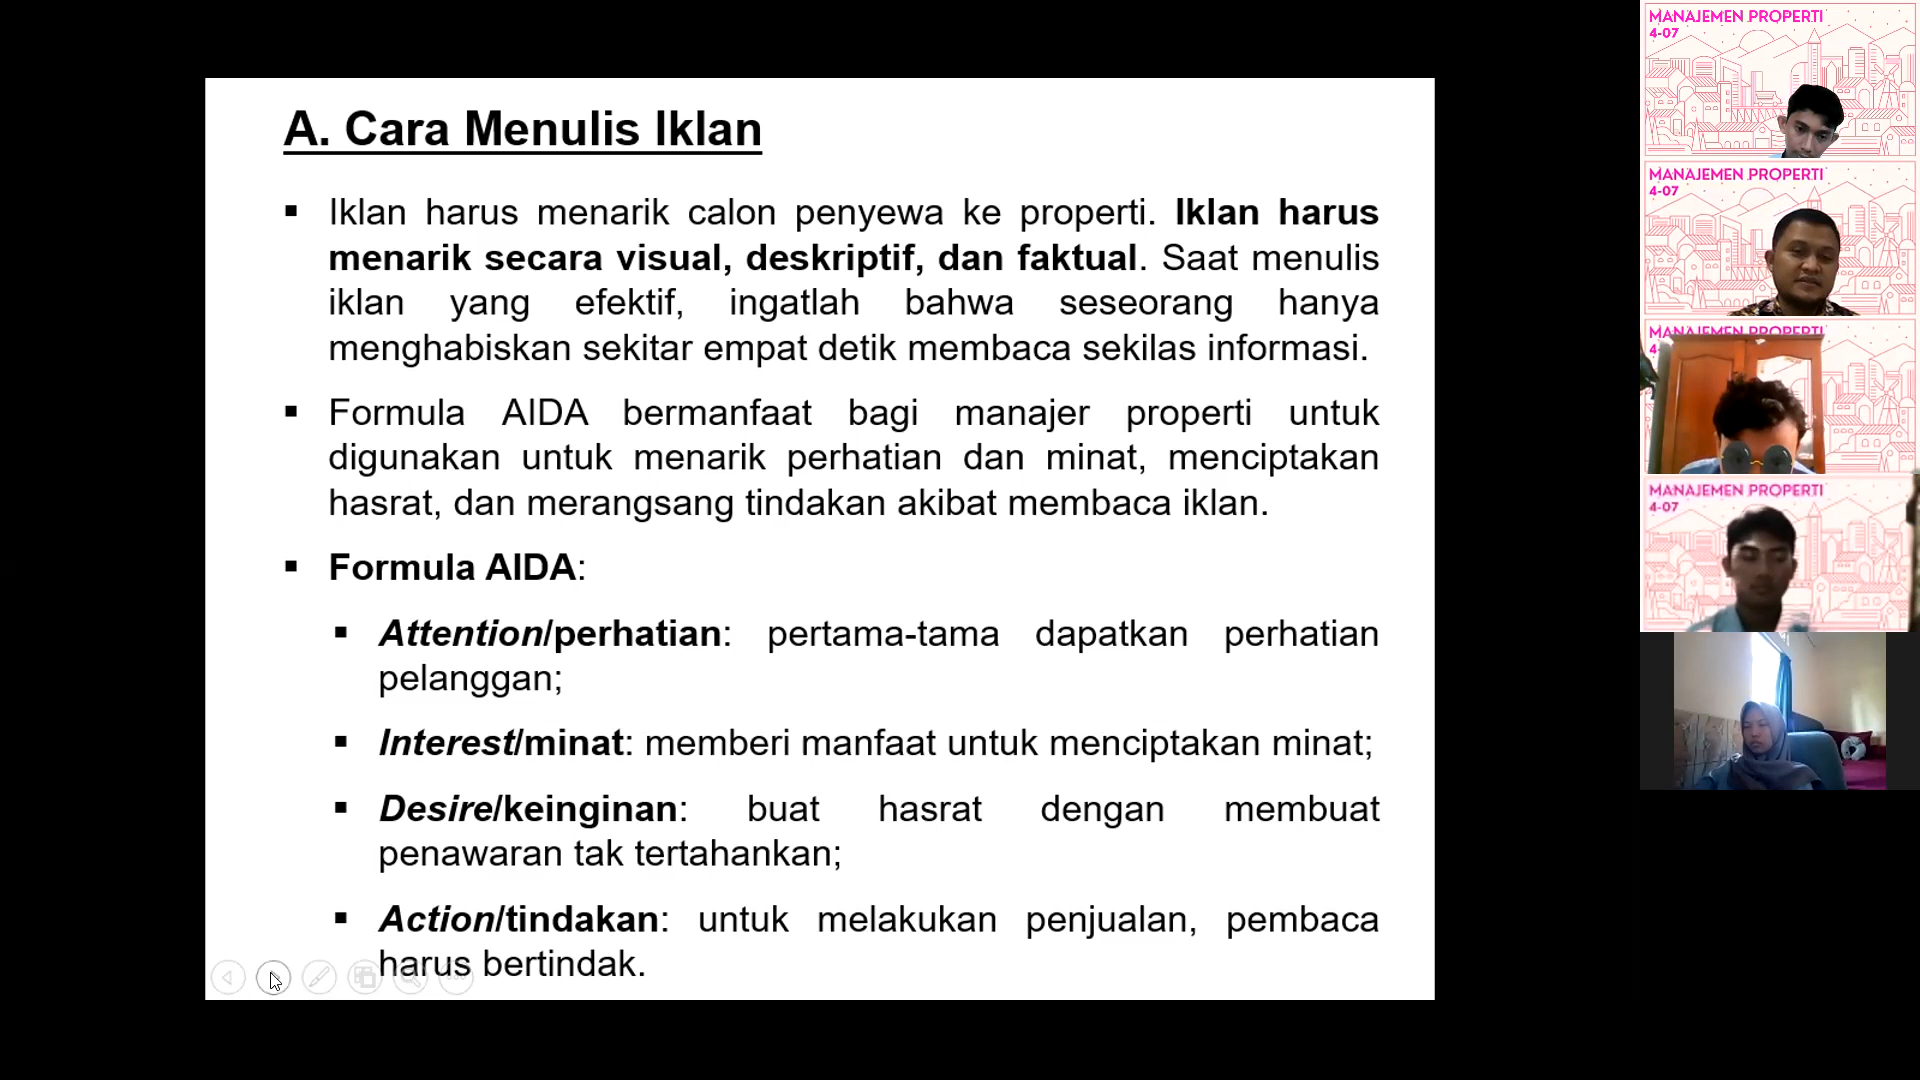 A. Cara Menulis Iklan
▪ Iklan harus menarik calon penyewa ke properti. Iklan harus
menarik secara visual, deskriptif, dan faktual. Saat menulis
iklan yang efektif, ingatlah bahwa seseorang hanya
menghabiskan sekitar empat detik membaca sekilas informasi.
▪ Formula AIDA bermanfaat bagi manajer properti untuk
digunakan untuk menarik perhatian dan minat, menciptakan
hasrat, dan merangsang tindakan akibat membaca iklan.
▪ Formula AIDA:
▪ Attention/perhatian: pertama-tama dapatkan perhatian
pelanggan;
▪ Interest/minat: memberi manfaat untuk menciptakan minat;
▪ Desire/keinginan: buat hasrat dengan membuat
penawaran tak tertahankan;
▪ Action/tindakan: untuk melakukan penjualan, pembaca
harus bertindak.
MANAJEMEN PROPERTI
4-07
MANAJEMEN PROPERTI
4-07
MANAJEMEN PROPERTI
4-
MANAJEMEN PROPERTI
4-07